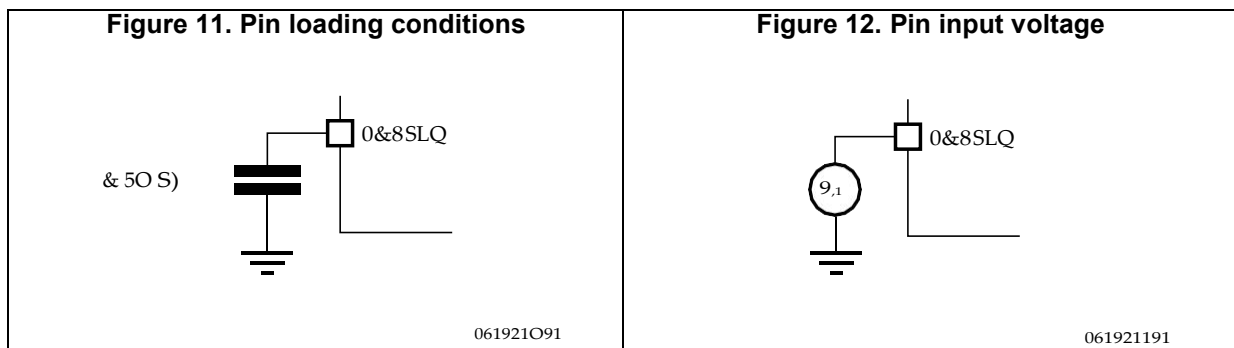 Figure 11. Pin loading conditions
0&8SLQ
& 5O S)
061921O91
Figure 12. Pin input voltage
0&8SLQ
9,1
061921191